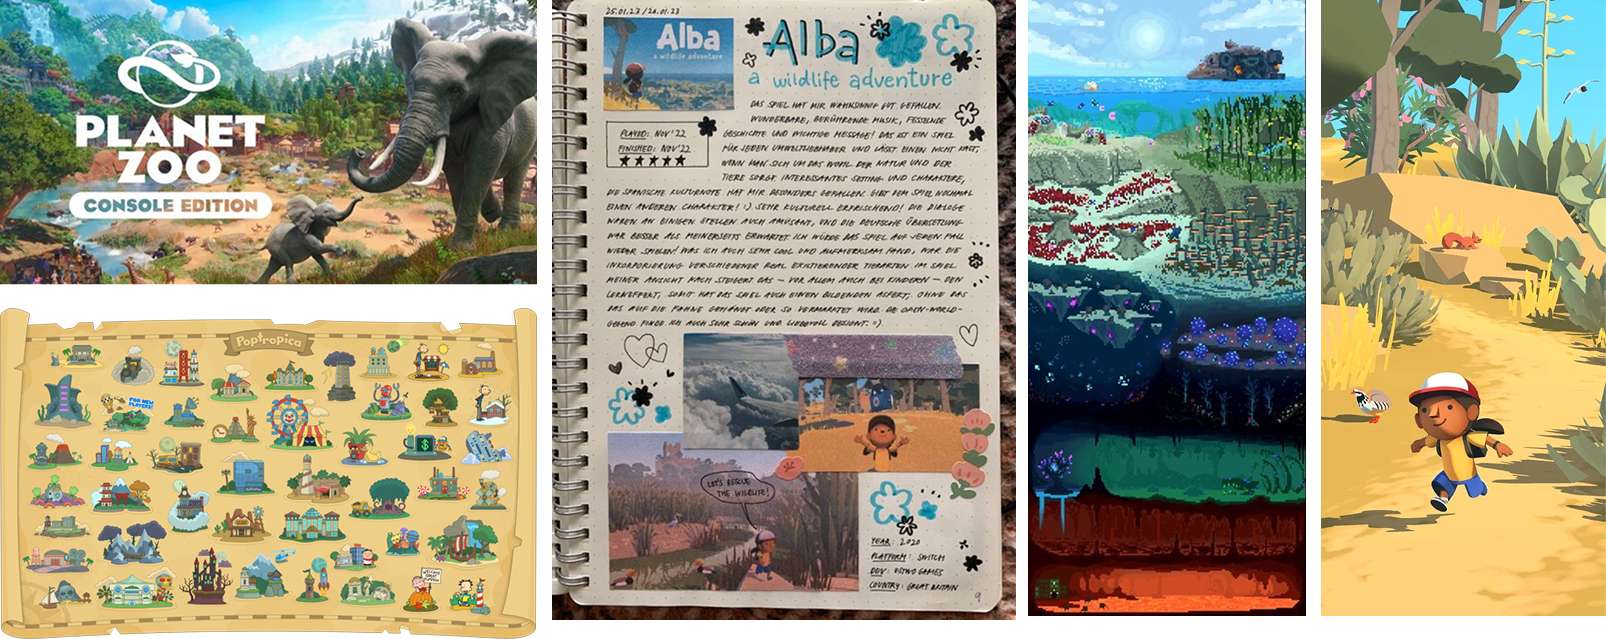 PLANET
ZOO
CONSOLE EDITION
Poptropica
FOR NEW
PLAYERS!
25.01.23 / 26.01.23
Alba
a wildlife adventure
Alba
a wildlife adventure
PLAYED: NOV '22
FINISHED: NOV '22
★★★★★
DAS SPIEL HAT MIR WAHNSINNIG GUT GEFALLEN.
WUNDERBARE, BERÜHRENDE MUSIK, FESSELNDE
GESCHICHTE UND WICHTIGE MESSAGE! DAS IST EIN SPIEL
FÜR JEDEN UMWELTLIEBHABER UND LÄSST EINEN NICHT KALT,
WENN MAN SICH UM DAS WOHL DER NATUR UND DER
TIERE SORGT. INTERESSANTES SETTING UND CHARAKTERE,
DIE SPANISCHE KULTURNOTE HAT MIR BESONDERS GEFALLEN. GIBT DEM SPIEL NOCHMAL
EINEN ANDEREN CHARAKTER! :) SEHR KULTURELL ERFRISCHEND! DIE DIALOGE
WAREN AN EINIGEN STELLEN AUCH AMÜSANT, UND DIE DEUTSCHE ÜBERSETZUNG
WAR BESSER ALS MEINERSEITS ERWARTET. ICH WÜRDE DAS SPIEL AUF JEDEN FALL
WIEDER SPIELEN! WAS ICH AUCH SEHR COOL UND AUFMERKSAM FAND, WAR DIE
INKORPORIERUNG VERSCHIEDENER REAL EXISTIERENDER TIERARTEN IM SPIEL.
MEINER ANSICHT NACH STEIGERT DAS – VOR ALLEM AUCH BEI KINDERN – DEN
LERNEFFEKT, SOMIT HAT DAS SPIEL AUCH EINEN BILDENDEN ASPEKT, OHNE DAS
DAS AUF DIE FAHNE GEHÄNGT ODER SO VERMARKTET WIRD. DIE OPEN-WORLD-
GEGEND FINDE ICH AUCH SEHR SCHÖN UND LIEBEVOLL DESIGNT. :)
LET'S RESCUE
THE WILDLIFE!
YEAR: 2020
PLATFORM: SWITCH
DEV: USTWO GAMES
COUNTRY: GREAT BRITAIN
9